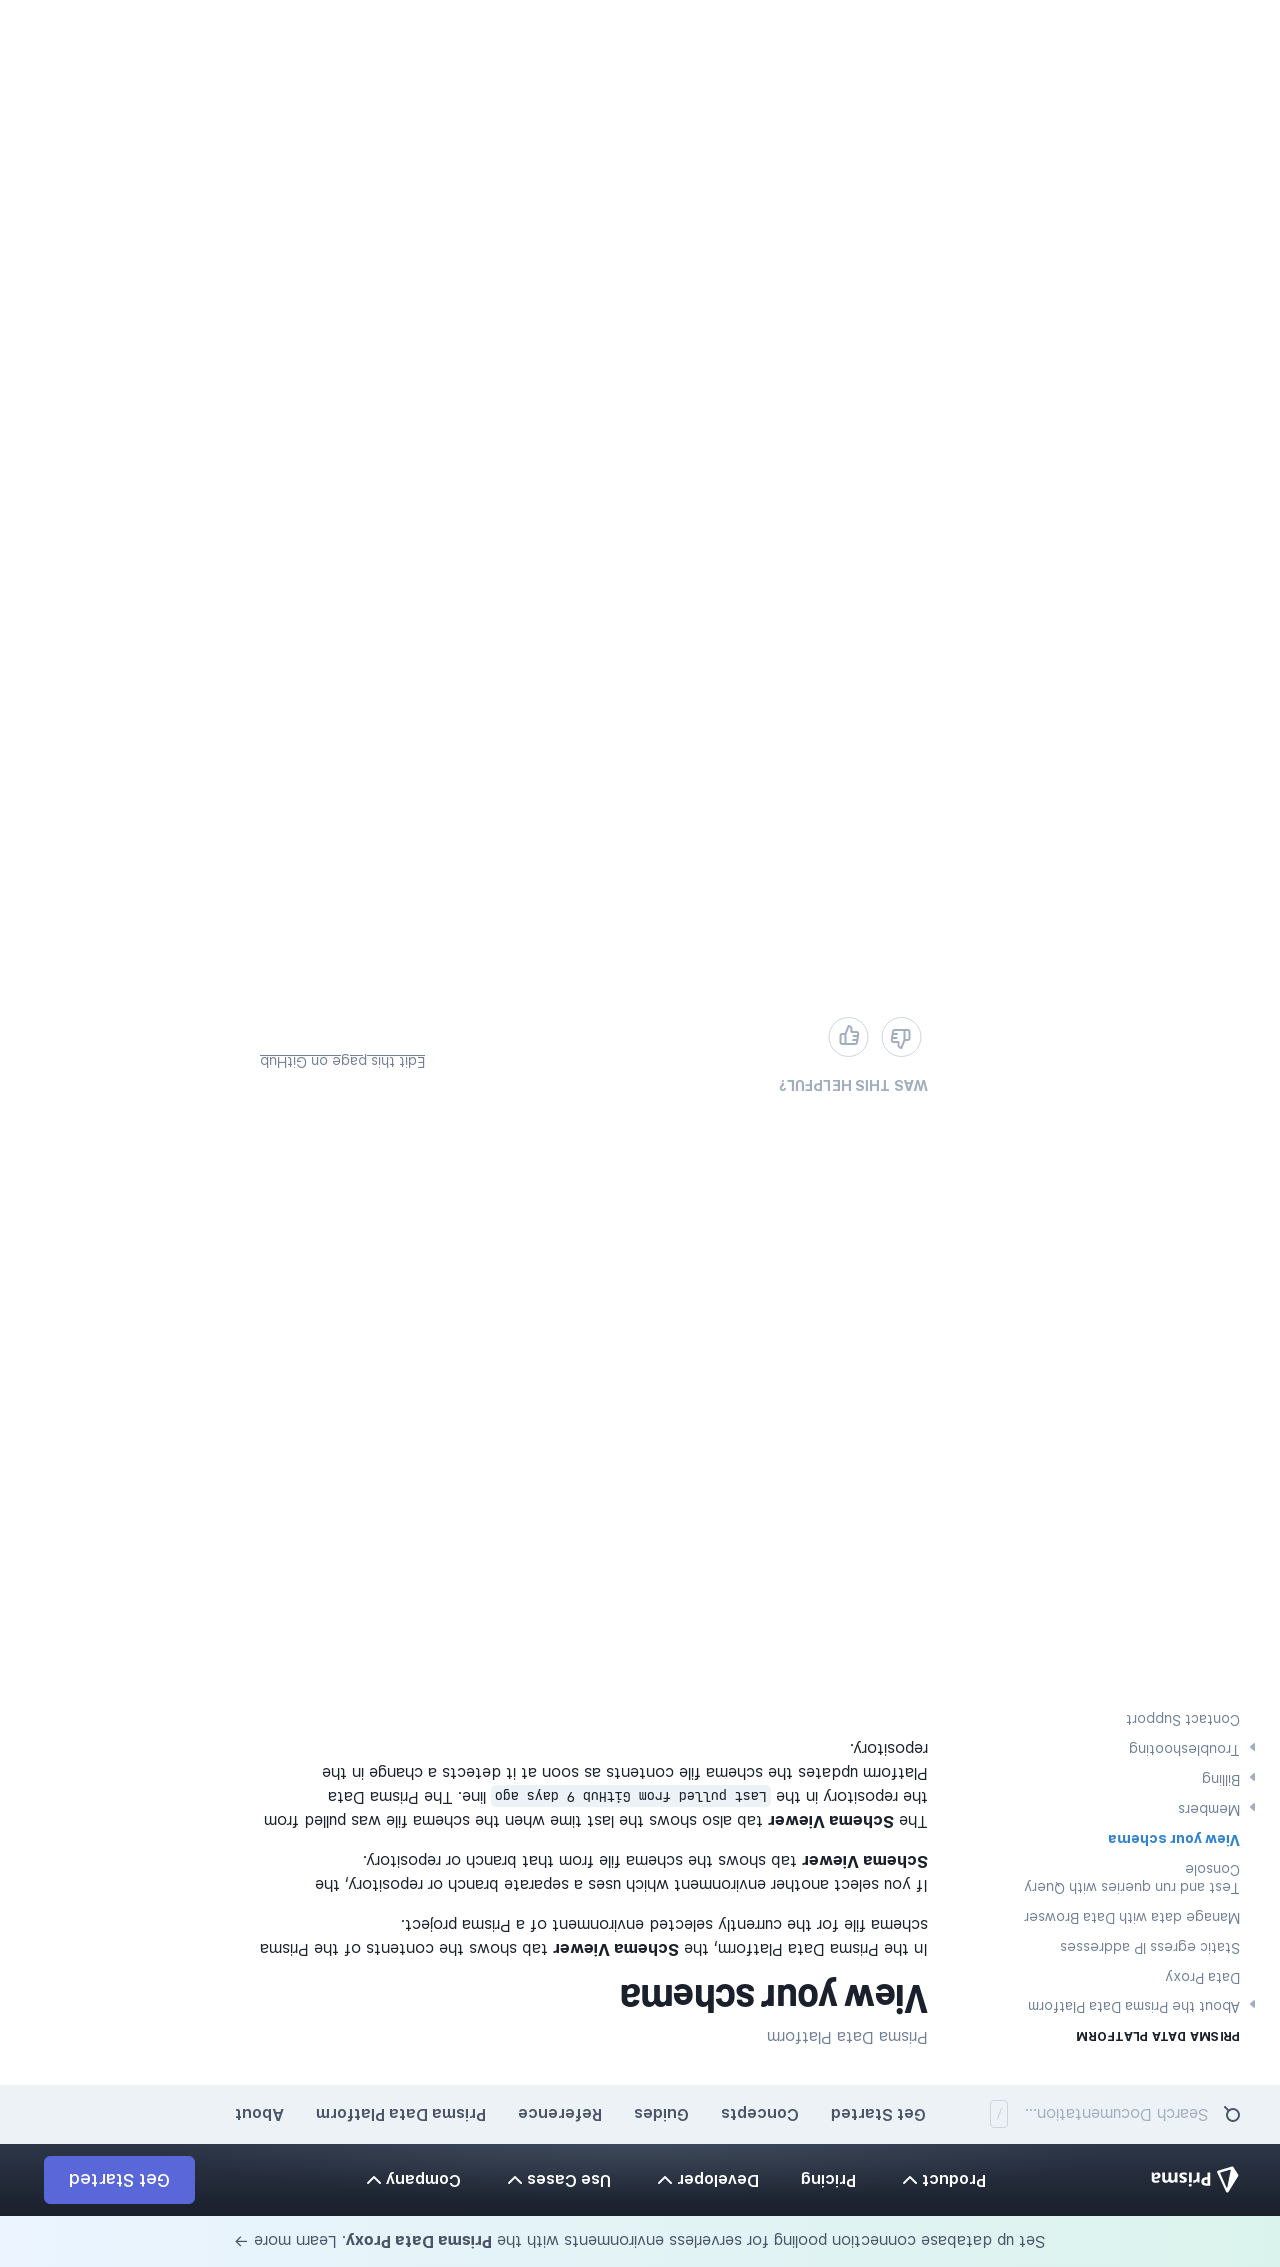 Set up database connection pooling for serverless environments with the Prisma Data Proxy. Learn more →
Prisma
Product
Pricing
Developer
Use Cases
Company
Get Started
Search Documentation...
/
Get Started
Concepts
Guides
Reference
Prisma Data Platform
About
PRISMA DATA PLATFORM
About the Prisma Data Platform
Data Proxy
Static egress IP addresses
Manage data with Data Browser
Test and run queries with Query
Console
View your schema
Members
Billing
Troubleshooting
Contact Support
Prisma Data Platform
View your schema
In the Prisma Data Platform, the Schema Viewer tab shows the contents of the Prisma
schema file for the currently selected environment of a Prisma project.
If you select another environment which uses a separate branch or repository, the
Schema Viewer tab shows the schema file from that branch or repository.
The Schema Viewer tab also shows the last time when the schema file was pulled from
the repository in the Last pulled from GitHub 9 days ago line. The Prisma Data
Platform updates the schema file contents as soon at it detects a change in the
repository.
WAS THIS HELPFUL?
Edit this page on GitHub